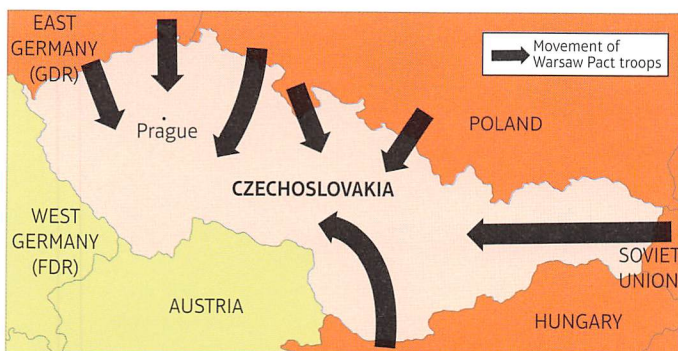 EAST
GERMANY
(GDR)
Movement of
Warsaw Pact troops
Prague
POLAND
CZECHOSLOVAKIA
WEST
GERMANY
(FDR)
SOVIET
UNION
AUSTRIA
HUNGARY